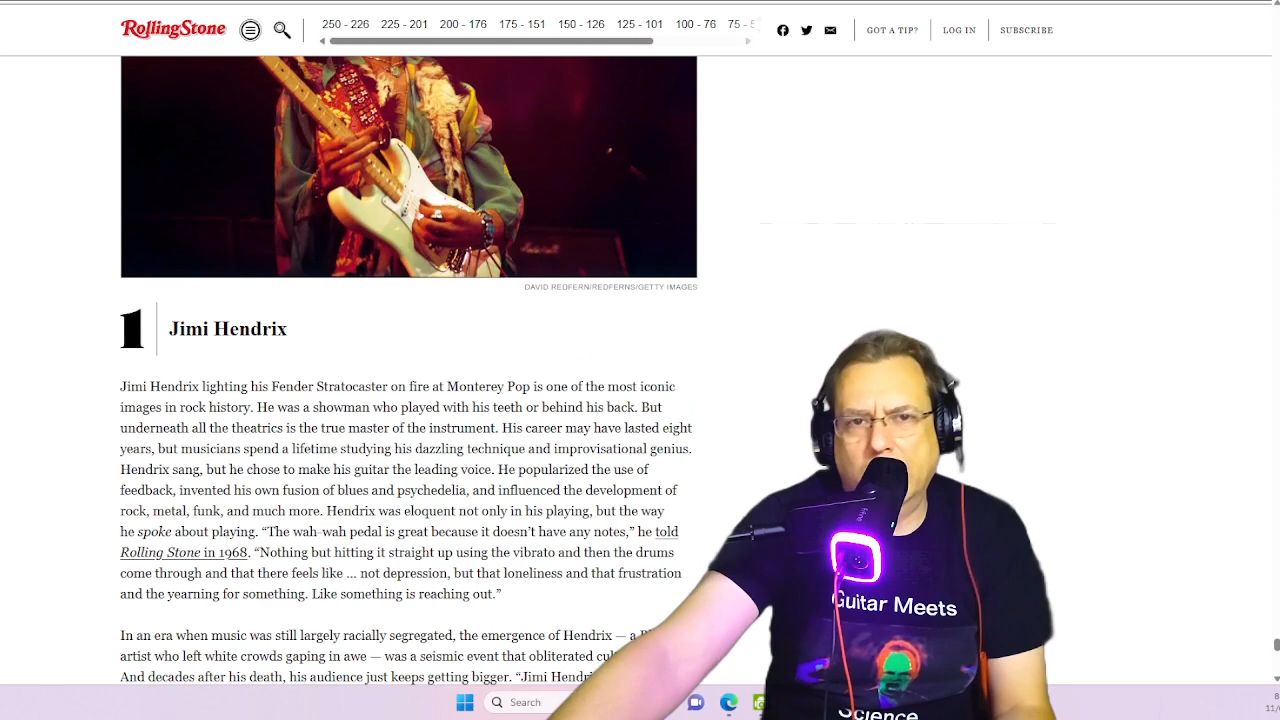 RollingStone
250 - 226 225 - 201 200 - 176 175 - 151 150 - 126 125 - 101 100 - 76 75 -
GOT A TIP? LOG IN SUBSCRIBE
DAVID REDFERN/REDFERNS/GETTY IMAGES
1 Jimi Hendrix
Jimi Hendrix lighting his Fender Stratocaster on fire at Monterey Pop is one of the most iconic
images in rock history. He was a showman who played with his teeth or behind his back. But
underneath all the theatrics is the true master of the instrument. His career may have lasted eight
years, but musicians spend a lifetime studying his dazzling technique and improvisational genius.
Hendrix sang, but he chose to make his guitar the leading voice. He popularized the use of
feedback, invented his own fusion of blues and psychedelia, and influenced the development of
rock, metal, funk, and much more. Hendrix was eloquent not only in his playing, but the way
he spoke about playing. “The wah-wah pedal is great because it doesn’t have any notes,” he told
Rolling Stone in 1968. “Nothing but hitting it straight up using the vibrato and then the drums
come through and that there feels like ... not depression, but that loneliness and that frustration
and the yearning for something. Like something is reaching out.”
In an era when music was still largely racially segregated, the emergence of Hendrix — a
artist who left white crowds gaping in awe — was a seismic event that obliterated
And decades after his death, his audience just keeps getting bigger. “Jimi
Guitar Meets
Science
Search